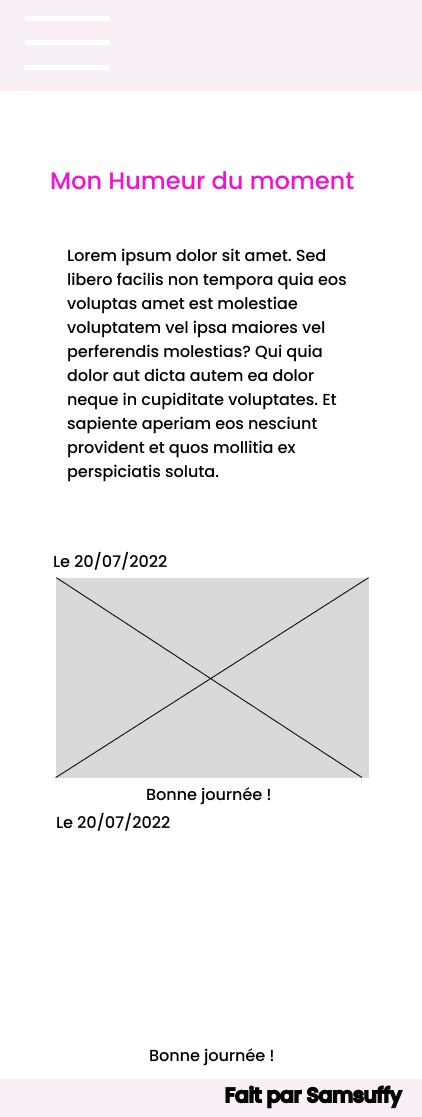 Mon Humeur du moment
Lorem ipsum dolor sit amet. Sed
libero facilis non tempora quia eos
voluptas amet est molestiae
voluptatem vel ipsa maiores vel
perferendis molestias? Qui quia
dolor aut dicta autem ea dolor
neque in cupiditate voluptates. Et
sapiente aperiam eos nesciunt
provident et quos mollitia ex
perspiciatis soluta.
Le 20/07/2022
Bonne journée !
Le 20/07/2022
Bonne journée !
Fait par Samsuffy